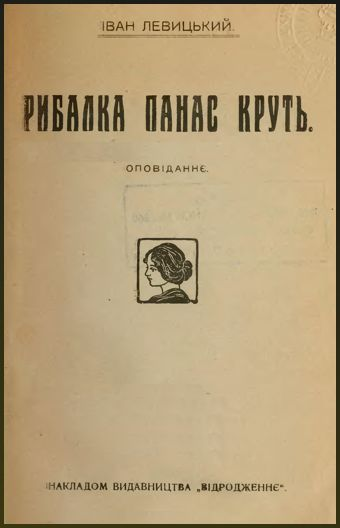 ІВАН ЛЕВИЦЬКИЙ.
РИБАЛКА ПАНАС КРУТЬ.
ОПОВІДАННЄ.
НАКЛАДОМ ВИДАВНИЦТВА „ВІДРОДЖЕННЄ“.